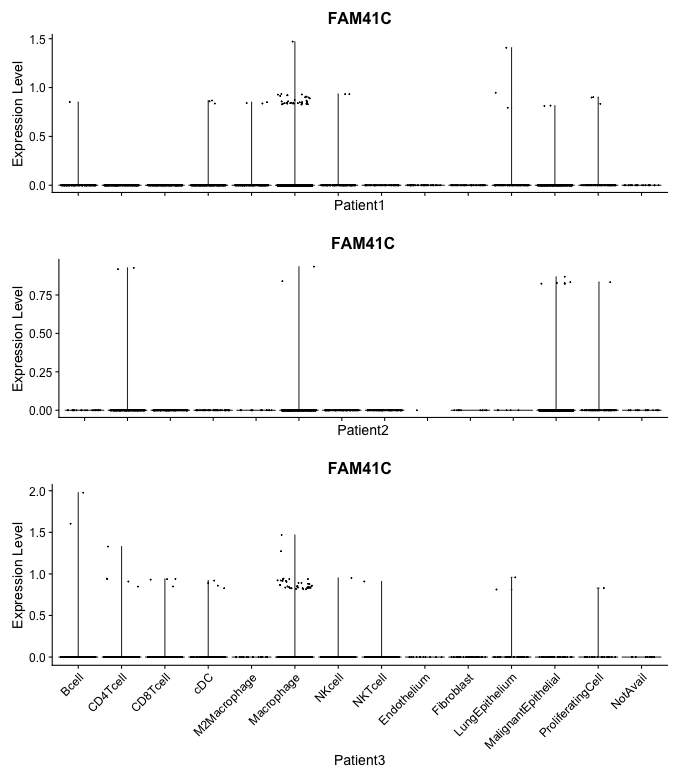 FAM41C
Expression Level
1.5
1.0
0.5
0.0
Patient1
FAM41C
Expression Level
0.75
0.50
0.25
0.00
Patient2
FAM41C
Expression Level
2.0
1.5
1.0
0.5
0.0
Bcell
CD4Tcell
CD8Tcell
cDC
M2Macrophage
Macrophage
NKcell
NKTcell
Endothelium
Fibroblast
LungEpithelium
MalignantEpithelial
ProliferatingCell
NotAvail
Patient3